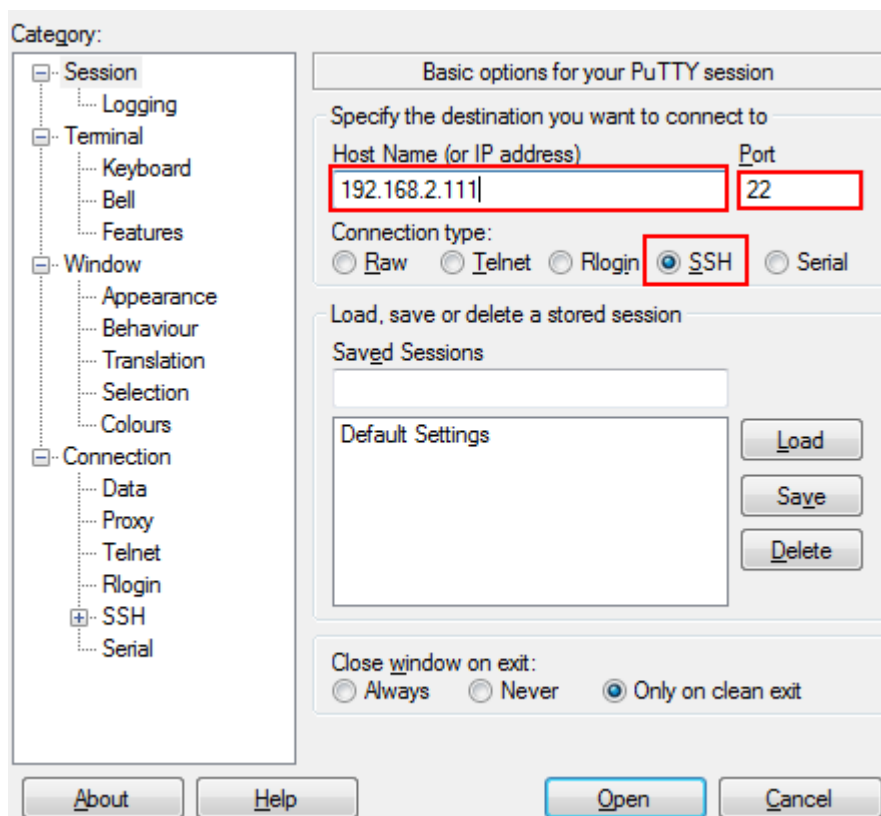 Category:
Session
Logging
Terminal
Keyboard
Bell
Features
Window
Appearance
Behaviour
Translation
Selection
Colours
Connection
Data
Proxy
Telnet
Rlogin
SSH
Serial
Basic options for your PuTTY session
Specify the destination you want to connect to
Host Name (or IP address) Port
192.168.2.111 22
Connection type:
Raw Telnet Rlogin SSH Serial
Load, save or delete a stored session
Saved Sessions
Default Settings
Load
Save
Delete
Close window on exit:
Always Never Only on clean exit
About Help Open Cancel